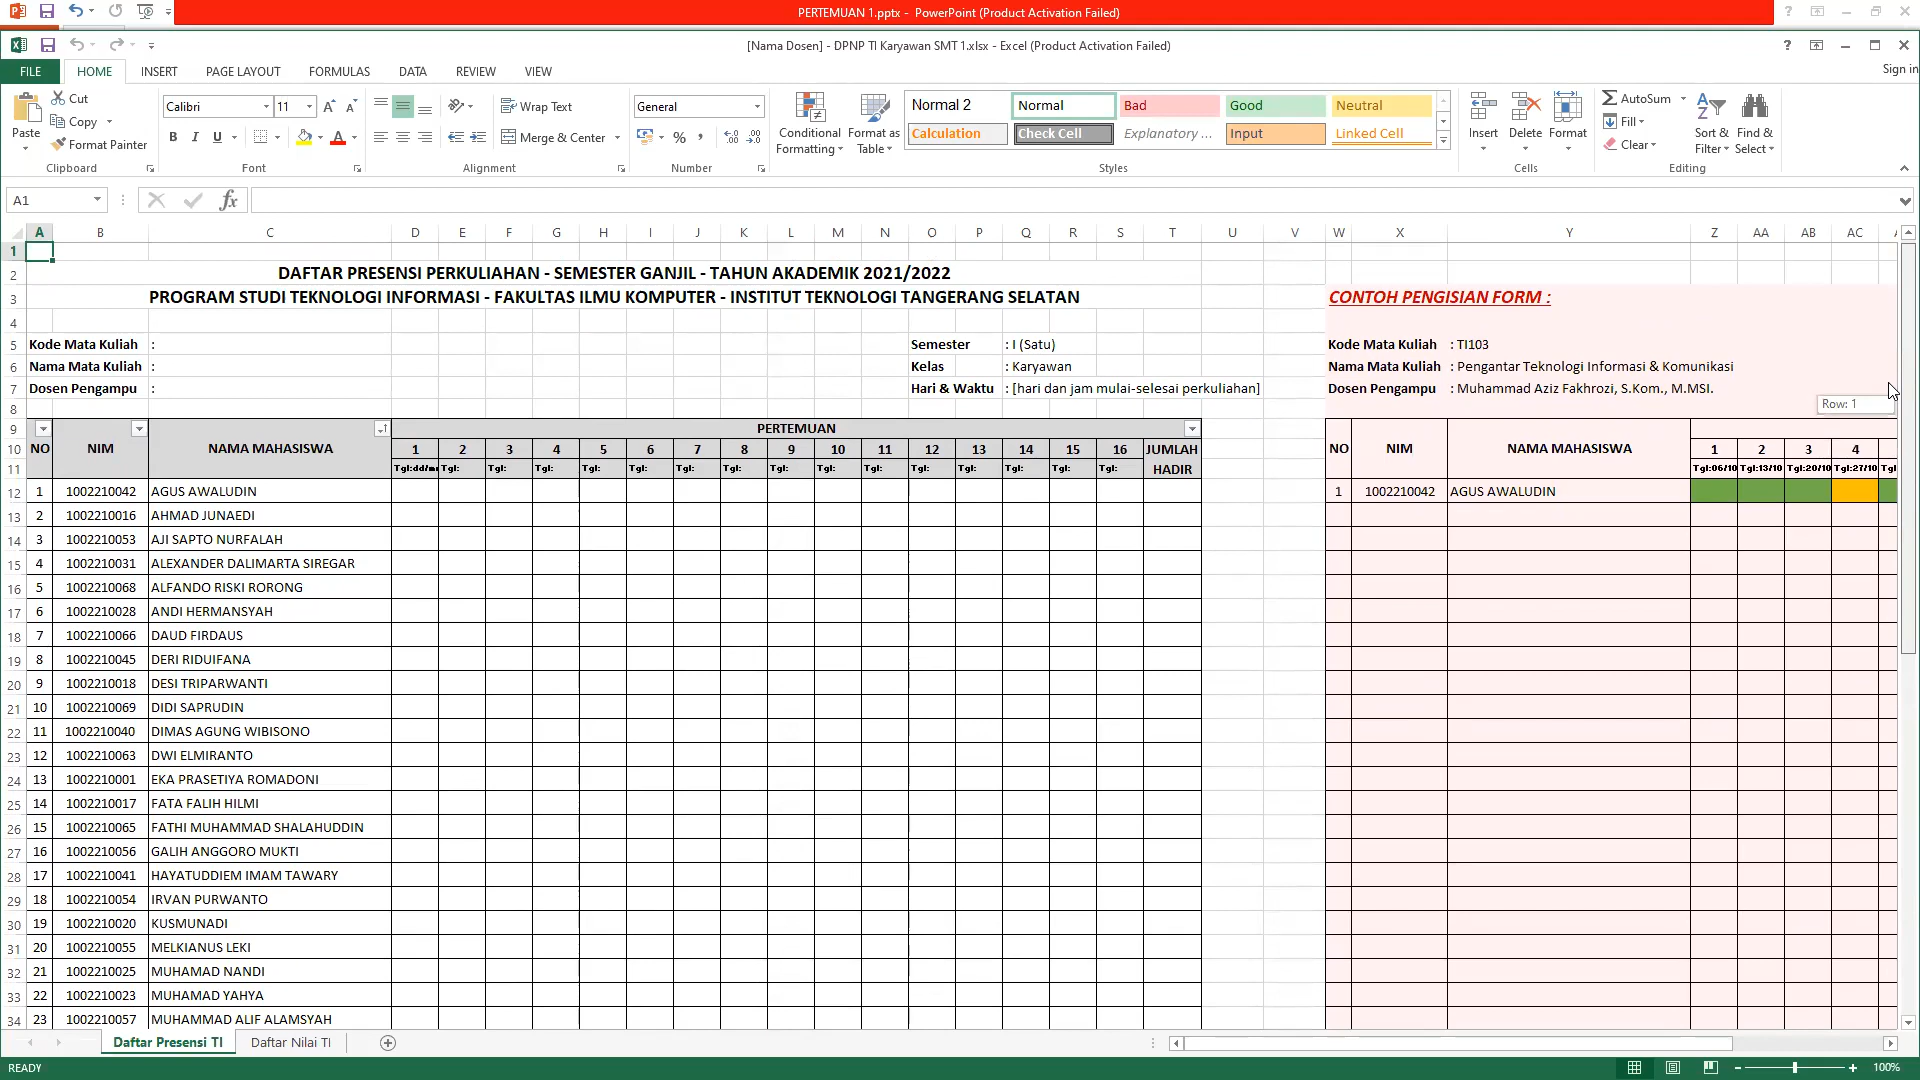 PERTEMUAN 1.pptx - PowerPoint (Product Activation Failed)
[Nama Dosen] - DPNP TI Karyawan SMT 1.xlsx - Excel (Product Activation Failed)
FILE HOME INSERT PAGE LAYOUT FORMULAS DATA REVIEW VIEW Sign in
Paste Cut Copy Format Painter Clipboard
Calibri 11 B I U Font
Wrap Text Merge & Center Alignment
General % Number
Conditional Formatting Format as Table
Normal 2 Normal Bad Good Neutral
Calculation Check Cell Explanatory ... Input Linked Cell
Styles
Insert Delete Format Cells
AutoSum Fill Clear Sort & Filter Find & Select Editing
A1 fx
A B C D E F G H I J K L M N O P Q R S T U V W X Y Z AA AB AC
1
2 DAFTAR PRESENSI PERKULIAHAN - SEMESTER GANJIL - TAHUN AKADEMIK 2021/2022
3 PROGRAM STUDI TEKNOLOGI INFORMASI - FAKULTAS ILMU KOMPUTER - INSTITUT TEKNOLOGI TANGERANG SELATAN CONTOH PENGISIAN FORM :
4
5 Kode Mata Kuliah : Semester : I (Satu) Kode Mata Kuliah : TI103
6 Nama Mata Kuliah : Kelas : Karyawan Nama Mata Kuliah : Pengantar Teknologi Informasi & Komunikasi
7 Dosen Pengampu : Hari & Waktu : [hari dan jam mulai-selesai perkuliahan] Dosen Pengampu : Muhammad Aziz Fakhrozi, S.Kom., M.MSI.
8 Row: 1
9 PERTEMUAN
10 NO NIM NAMA MAHASISWA 1 2 3 4 5 6 7 8 9 10 11 12 13 14 15 16 JUMLAH NO NIM NAMA MAHASISWA 1 2 3 4
11 Tgl: Tgl: Tgl: Tgl: Tgl: Tgl: Tgl: Tgl: Tgl: Tgl: Tgl: Tgl: Tgl: Tgl: Tgl: HADIR Tgl:06/10 Tgl:13/10 Tgl:20/10 Tgl:27/10 Tgl
12 1 1002210042 AGUS AWALUDIN 1 1002210042 AGUS AWALUDIN
13 2 1002210016 AHMAD JUNAEDI
14 3 1002210053 AJI SAPTO NURFALAH
15 4 1002210031 ALEXANDER DALIMARTA SIREGAR
16 5 1002210068 ALFANDO RISKI RORONG
17 6 1002210028 ANDI HERMANSYAH
18 7 1002210066 DAUD FIRDAUS
19 8 1002210045 DERI RIDUIFANA
20 9 1002210018 DESI TRIPARWANTI
21 10 1002210069 DIDI SAPRUDIN
22 11 1002210040 DIMAS AGUNG WIBISONO
23 12 1002210063 DWI ELMIRANTO
24 13 1002210001 EKA PRASETIYA ROMADONI
25 14 1002210017 FATA FALIH HILMI
26 15 1002210065 FATHI MUHAMMAD SHALAHUDDIN
27 16 1002210056 GALIH ANGGORO MUKTI
28 17 1002210041 HAYATUDDIEM IMAM TAWARY
29 18 1002210054 IRVAN PURWANTO
30 19 1002210020 KUSMUNADI
31 20 1002210055 MELKIANUS LEKI
32 21 1002210025 MUHAMAD NANDI
33 22 1002210023 MUHAMAD YAHYA
34 23 1002210057 MUHAMMAD ALIF ALAMSYAH
Daftar Presensi TI Daftar Nilai TI
READY 100%